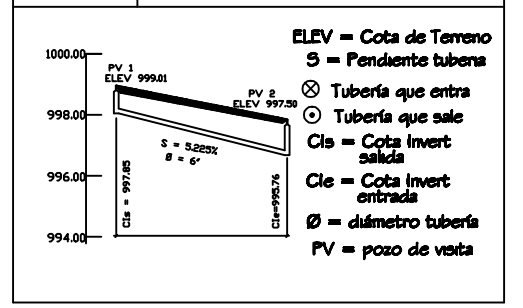 1000.00
998.00
996.00
994.00
PV 1
ELEV 999.01
PV 2
ELEV 997.50
S = 5.225%
Ø = 6"
CIs = 997.85
CIe=995.76
ELEV = Cota de Terreno
S = Pendiente tuberia
Tubería que entra
Tubería que sale
CIs = Cota Invert
salida
CIe = Cota Invert
entrada
Ø = diámetro tubería
PV = pozo de visita